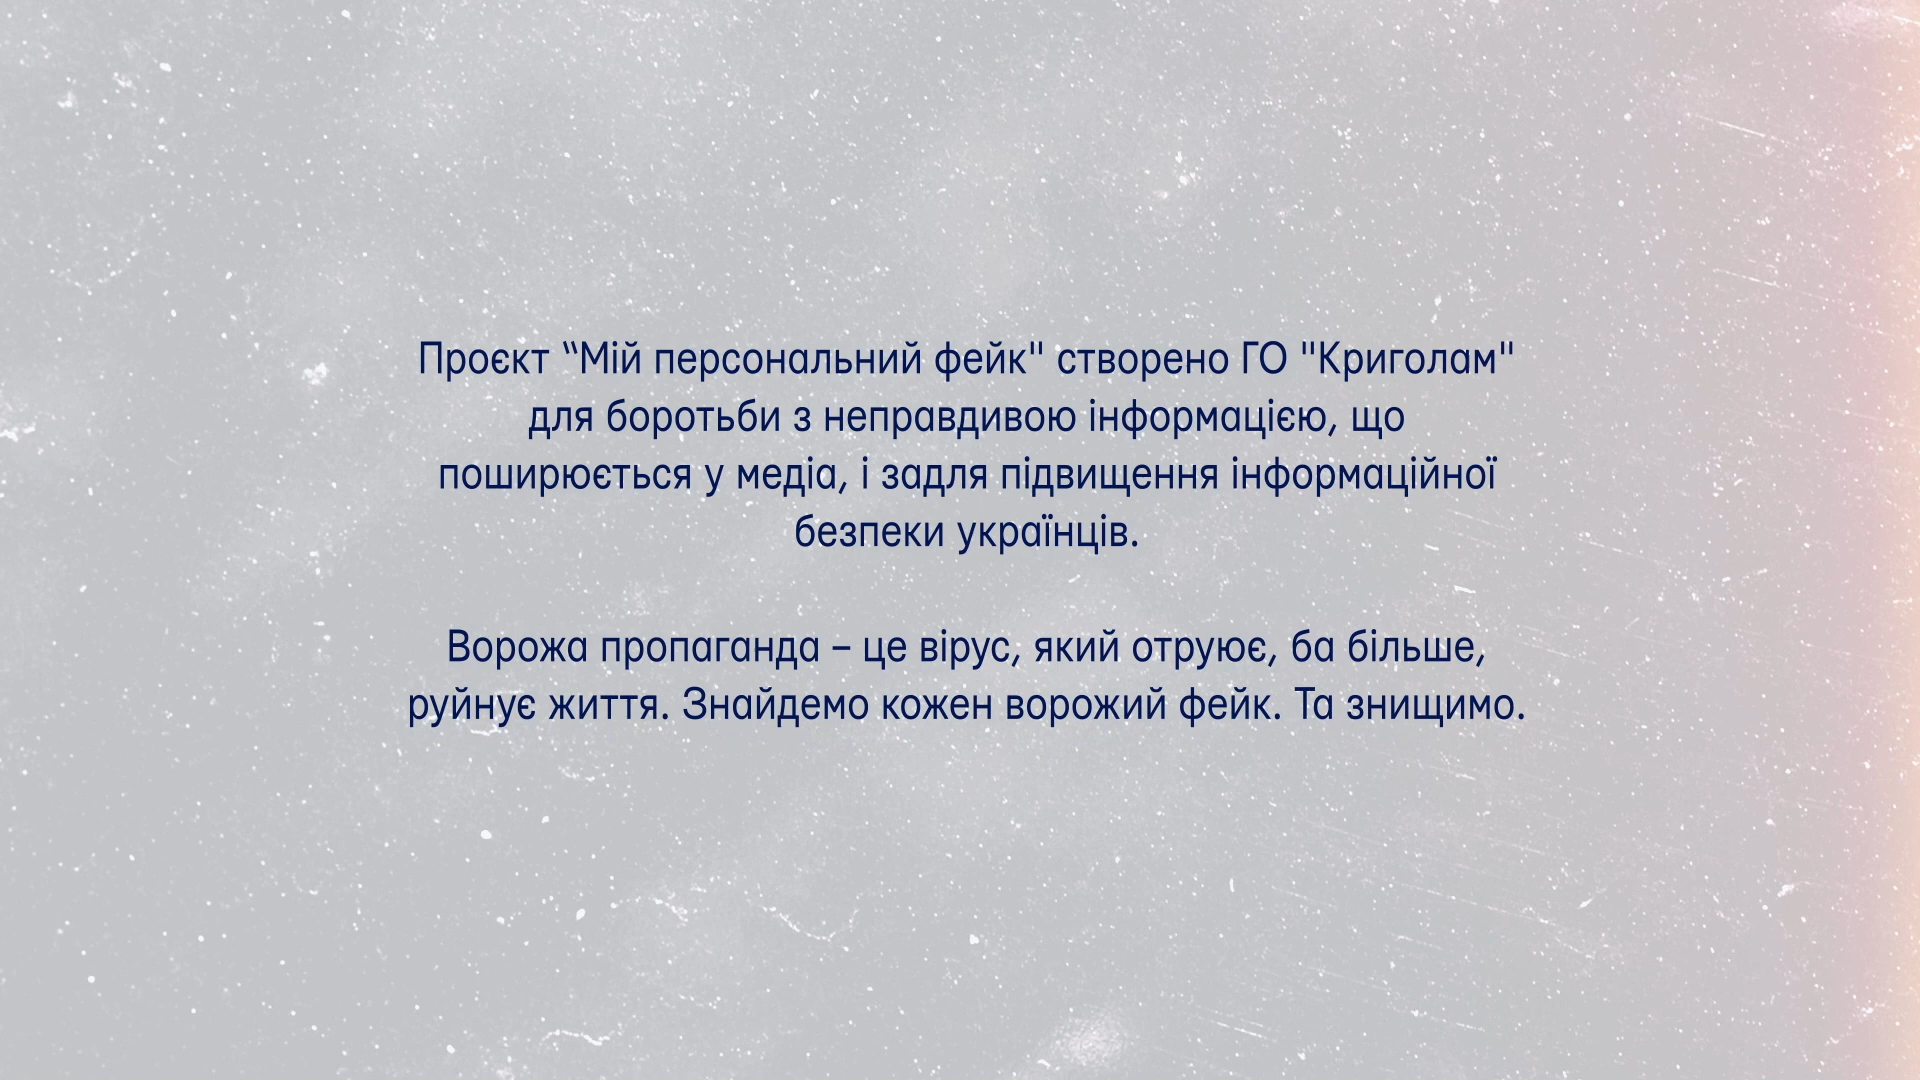 Проєкт “Мій персональний фейк" створено ГО "Криголам"
для боротьби з неправдивою інформацією, що
поширюється у медіа, і задля підвищення інформаційної
безпеки українців.
Ворожа пропаганда – це вірус, який отруює, ба більше,
руйнує життя. Знайдемо кожен ворожий фейк. Та знищимо.